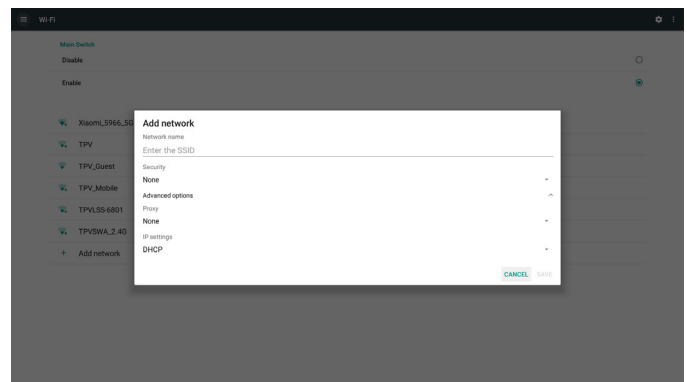 Wi-Fi
Main Switch
Disable
Enable
Xiaomi_5966_5G
TPV
TPV_Guest
TPV_Mobile
TPVLSS-6801
TPVSWA_2.4G
+ Add network
Add network
Network name
Enter the SSID
Security
None
Advanced options
Proxy
None
IP settings
DHCP
CANCEL SAVE